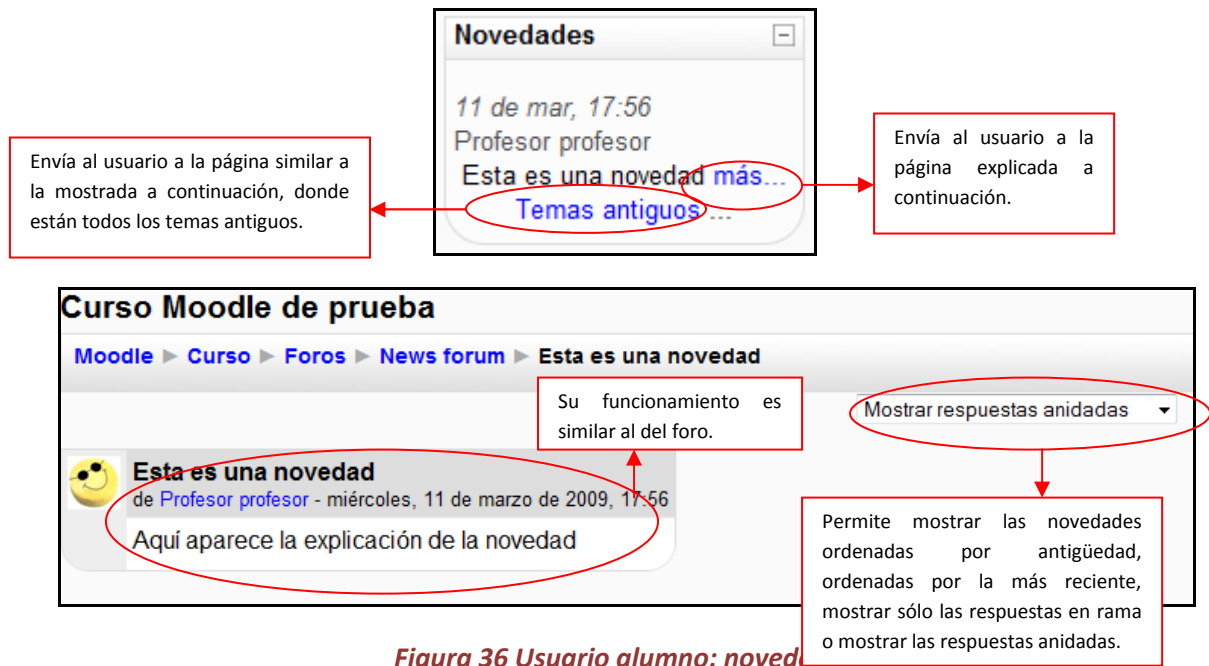 Novedades
11 de mar, 17:56
Profesor profesor
Esta es una novedad más...
Temas antiguos ...
Envía al usuario a la página similar a
la mostrada a continuación, donde
están todos los temas antiguos.
Envía al usuario a la
página explicada a
continuación.
Curso Moodle de prueba
Moodle ► Curso ► Foros ► News forum ► Esta es una novedad
Su funcionamiento es
similar al del foro.
Mostrar respuestas anidadas
Esta es una novedad
de Profesor profesor - miércoles, 11 de marzo de 2009, 17:56
Aquí aparece la explicación de la novedad
Permite mostrar las novedades
ordenadas por antigüedad,
ordenadas por la más reciente,
mostrar sólo las respuestas en rama
o mostrar las respuestas anidadas.
Figura 36 Usuario alumno: